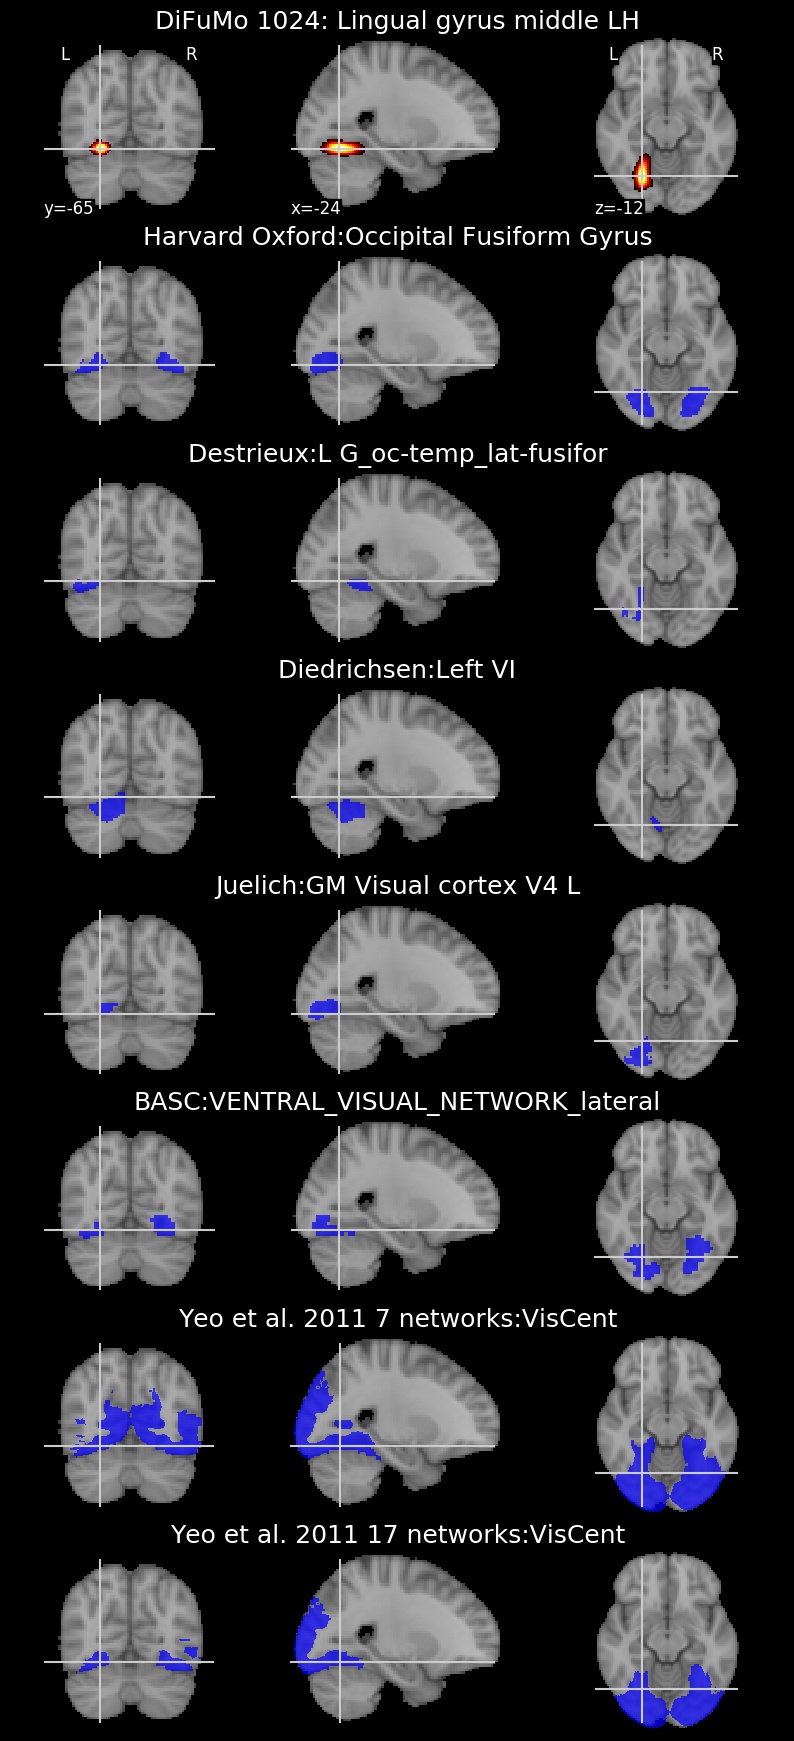 DiFuMo 1024: Lingual gyrus middle LH
L R L R
y=-65 x=-24 z=-12
Harvard Oxford:Occipital Fusiform Gyrus
Destrieux:L G_oc-temp_lat-fusifor
Diedrichsen:Left VI
Juelich:GM Visual cortex V4 L
BASC:VENTRAL_VISUAL_NETWORK_lateral
Yeo et al. 2011 7 networks:VisCent
Yeo et al. 2011 17 networks:VisCent